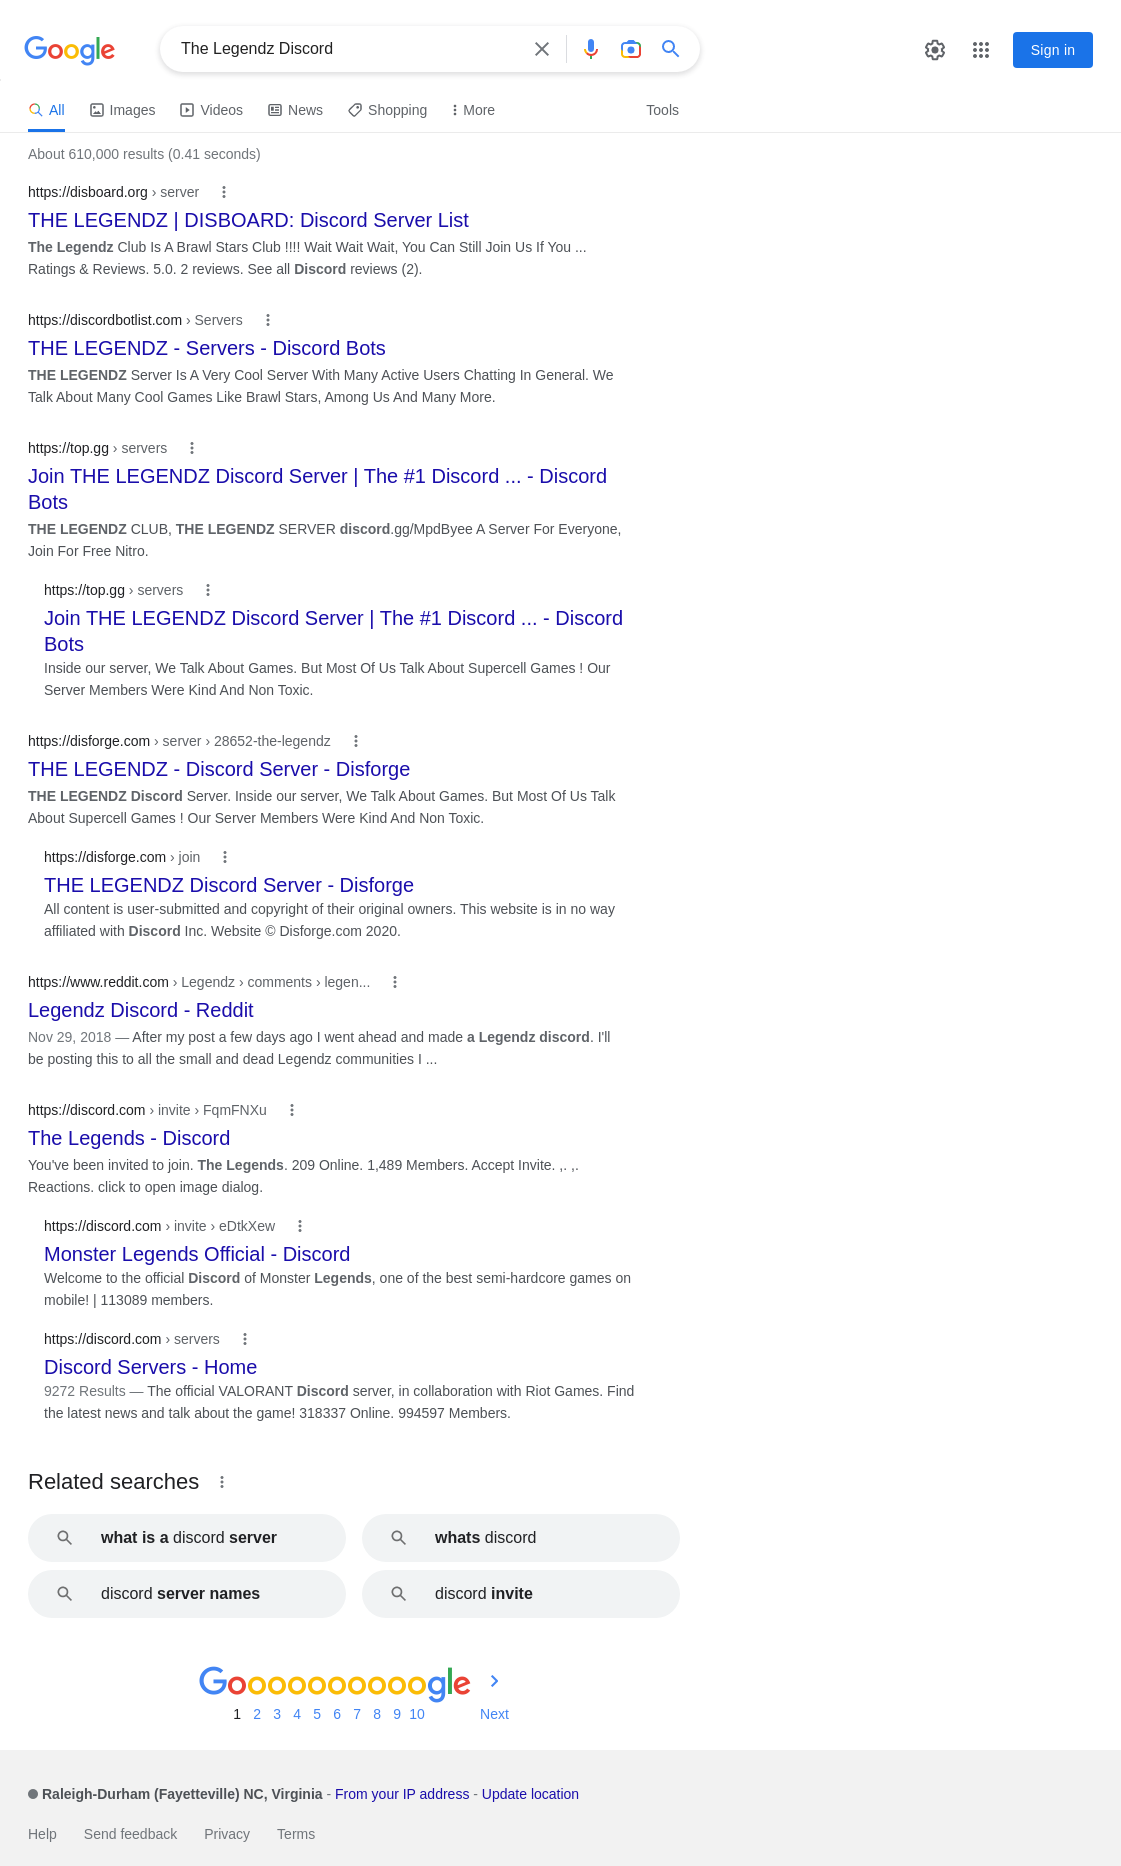 Google
The Legendz Discord
Sign in
All Images Videos News Shopping More Tools
About 610,000 results (0.41 seconds)
https://disboard.org › server
THE LEGENDZ | DISBOARD: Discord Server List
The Legendz Club Is A Brawl Stars Club !!!! Wait Wait Wait, You Can Still Join Us If You ...
Ratings & Reviews. 5.0. 2 reviews. See all Discord reviews (2).
https://discordbotlist.com › Servers
THE LEGENDZ - Servers - Discord Bots
THE LEGENDZ Server Is A Very Cool Server With Many Active Users Chatting In General. We
Talk About Many Cool Games Like Brawl Stars, Among Us And Many More.
https://top.gg › servers
Join THE LEGENDZ Discord Server | The #1 Discord ... - Discord
Bots
THE LEGENDZ CLUB, THE LEGENDZ SERVER discord.gg/MpdByee A Server For Everyone,
Join For Free Nitro.
https://top.gg › servers
Join THE LEGENDZ Discord Server | The #1 Discord ... - Discord
Bots
Inside our server, We Talk About Games. But Most Of Us Talk About Supercell Games ! Our
Server Members Were Kind And Non Toxic.
https://disforge.com › server › 28652-the-legendz
THE LEGENDZ - Discord Server - Disforge
THE LEGENDZ Discord Server. Inside our server, We Talk About Games. But Most Of Us Talk
About Supercell Games ! Our Server Members Were Kind And Non Toxic.
https://disforge.com › join
THE LEGENDZ Discord Server - Disforge
All content is user-submitted and copyright of their original owners. This website is in no way
affiliated with Discord Inc. Website © Disforge.com 2020.
https://www.reddit.com › Legendz › comments › legen...
Legendz Discord - Reddit
Nov 29, 2018 — After my post a few days ago I went ahead and made a Legendz discord. I'll
be posting this to all the small and dead Legendz communities I ...
https://discord.com › invite › FqmFNXu
The Legends - Discord
You've been invited to join. The Legends. 209 Online. 1,489 Members. Accept Invite. ,. ,.
Reactions. click to open image dialog.
https://discord.com › invite › eDtkXew
Monster Legends Official - Discord
Welcome to the official Discord of Monster Legends, one of the best semi-hardcore games on
mobile! | 113089 members.
https://discord.com › servers
Discord Servers - Home
9272 Results — The official VALORANT Discord server, in collaboration with Riot Games. Find
the latest news and talk about the game! 318337 Online. 994597 Members.
Related searches
what is a discord server
whats discord
discord server names
discord invite
Goooooooooogle
1 2 3 4 5 6 7 8 9 10 Next
Raleigh-Durham (Fayetteville) NC, Virginia - From your IP address - Update location
Help Send feedback Privacy Terms